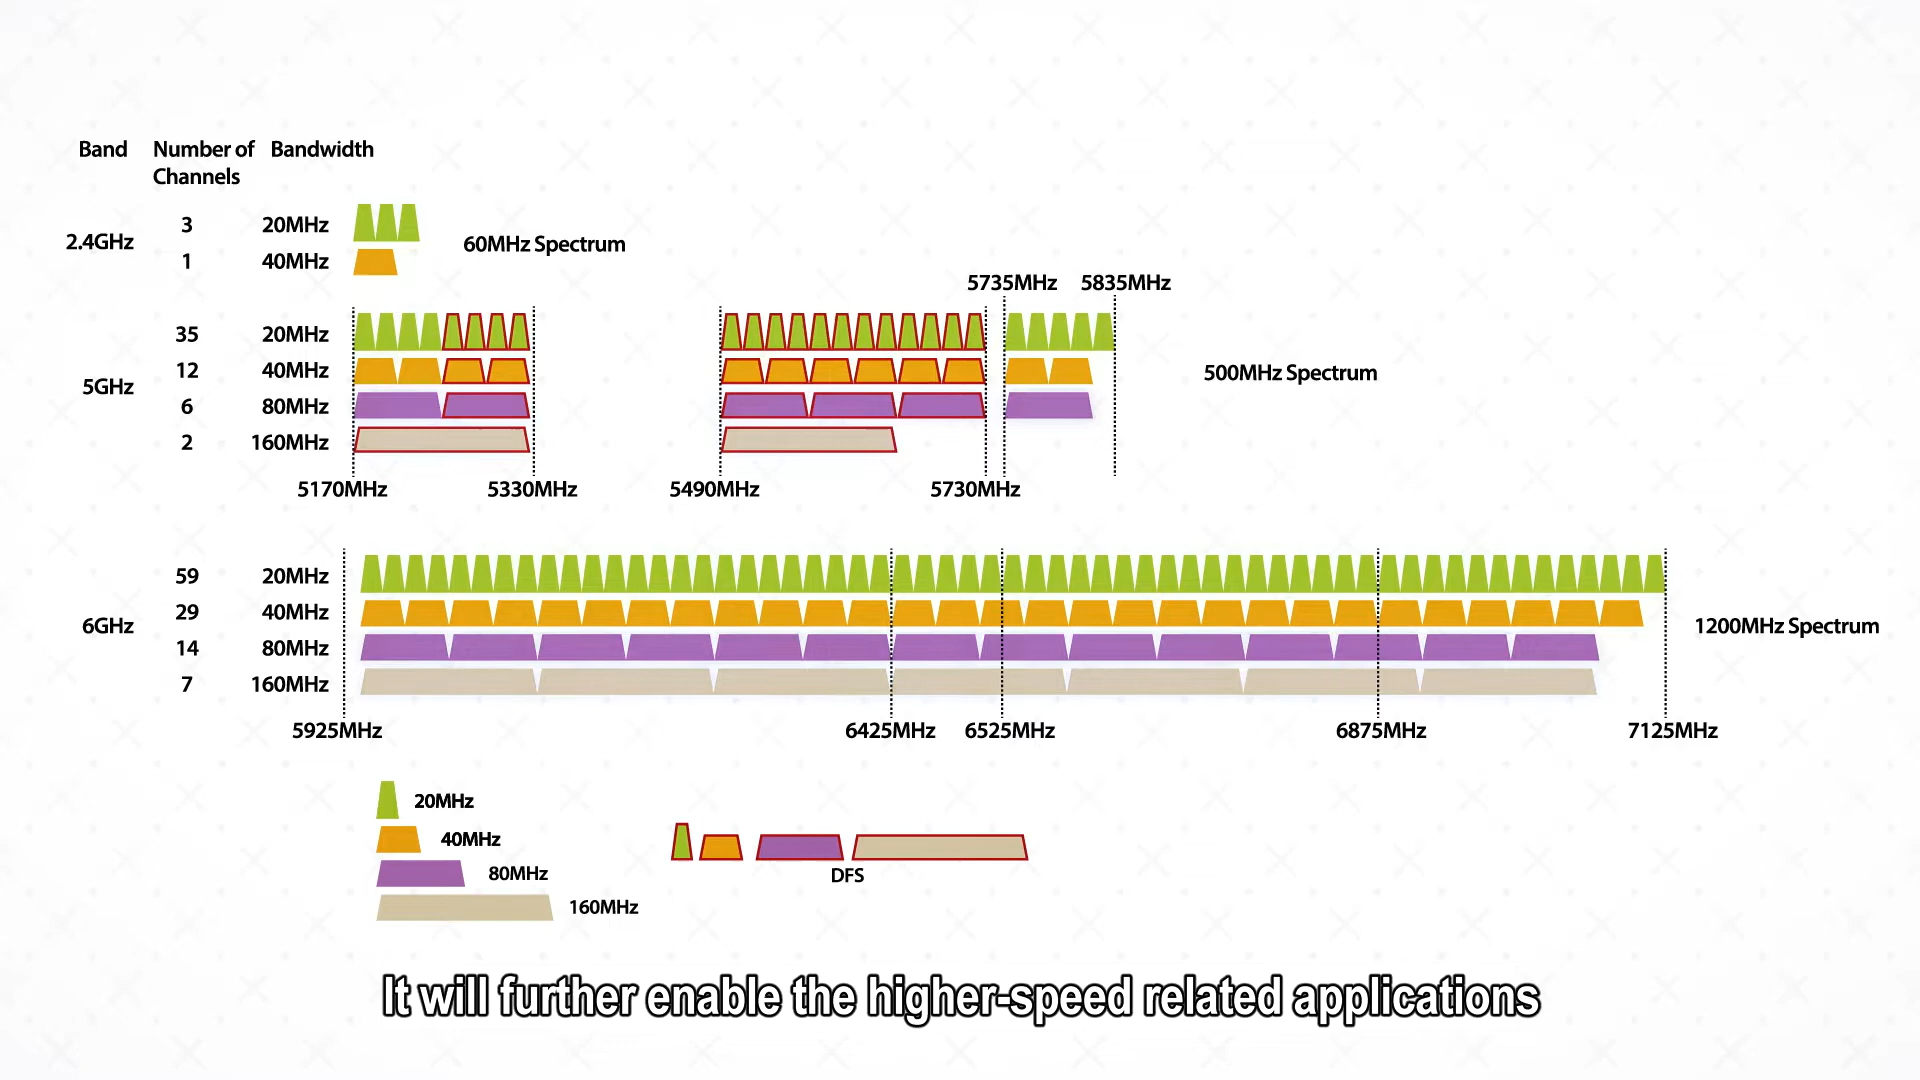 Band Number of Bandwidth
Channels
3 20MHz
2.4GHz 60MHz Spectrum
1 40MHz
5735MHz 5835MHz
35 20MHz
12 40MHz
5GHz 500MHz Spectrum
6 80MHz
2 160MHz
5170MHz 5330MHz 5490MHz 5730MHz
59 20MHz
29 40MHz
6GHz 1200MHz Spectrum
14 80MHz
7 160MHz
5925MHz 6425MHz 6525MHz 6875MHz 7125MHz
20MHz
40MHz
80MHz
DFS
160MHz
It will further enable the higher-speed related applications